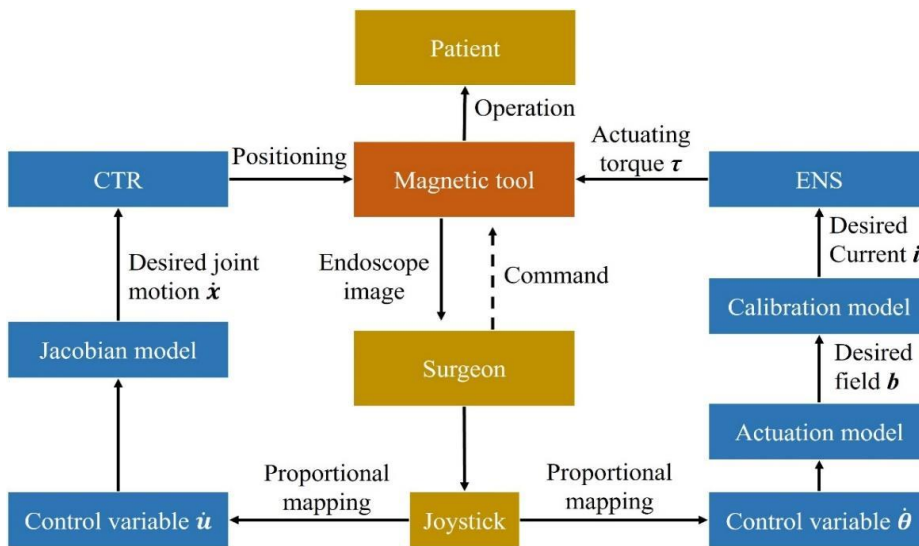 Patient
Operation
Actuating
torque τ
Positioning
CTR
Magnetic tool
ENS
Desired
Current i
Desired joint
motion ẋ
Endoscope
image
Command
Calibration model
Jacobian model
Surgeon
Desired
field b
Actuation model
Proportional
mapping
Proportional
mapping
Control variable u̇
Joystick
Control variable θ̇